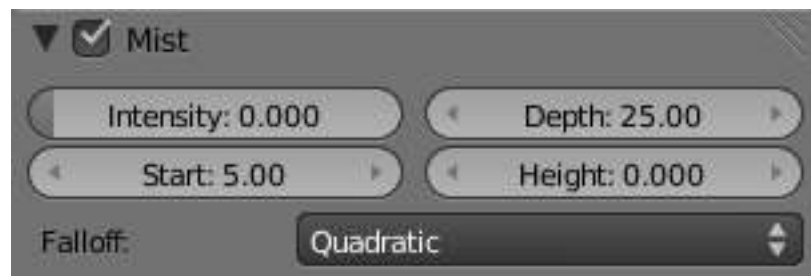 Mist
Intensity: 0.000 Depth: 25.00
Start: 5.00 Height: 0.000
Falloff: Quadratic